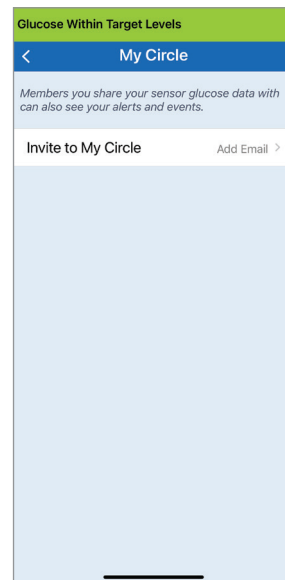 Glucose Within Target Levels
My Circle
Members you share your sensor glucose data with
can also see your alerts and events.
Invite to My Circle Add Email